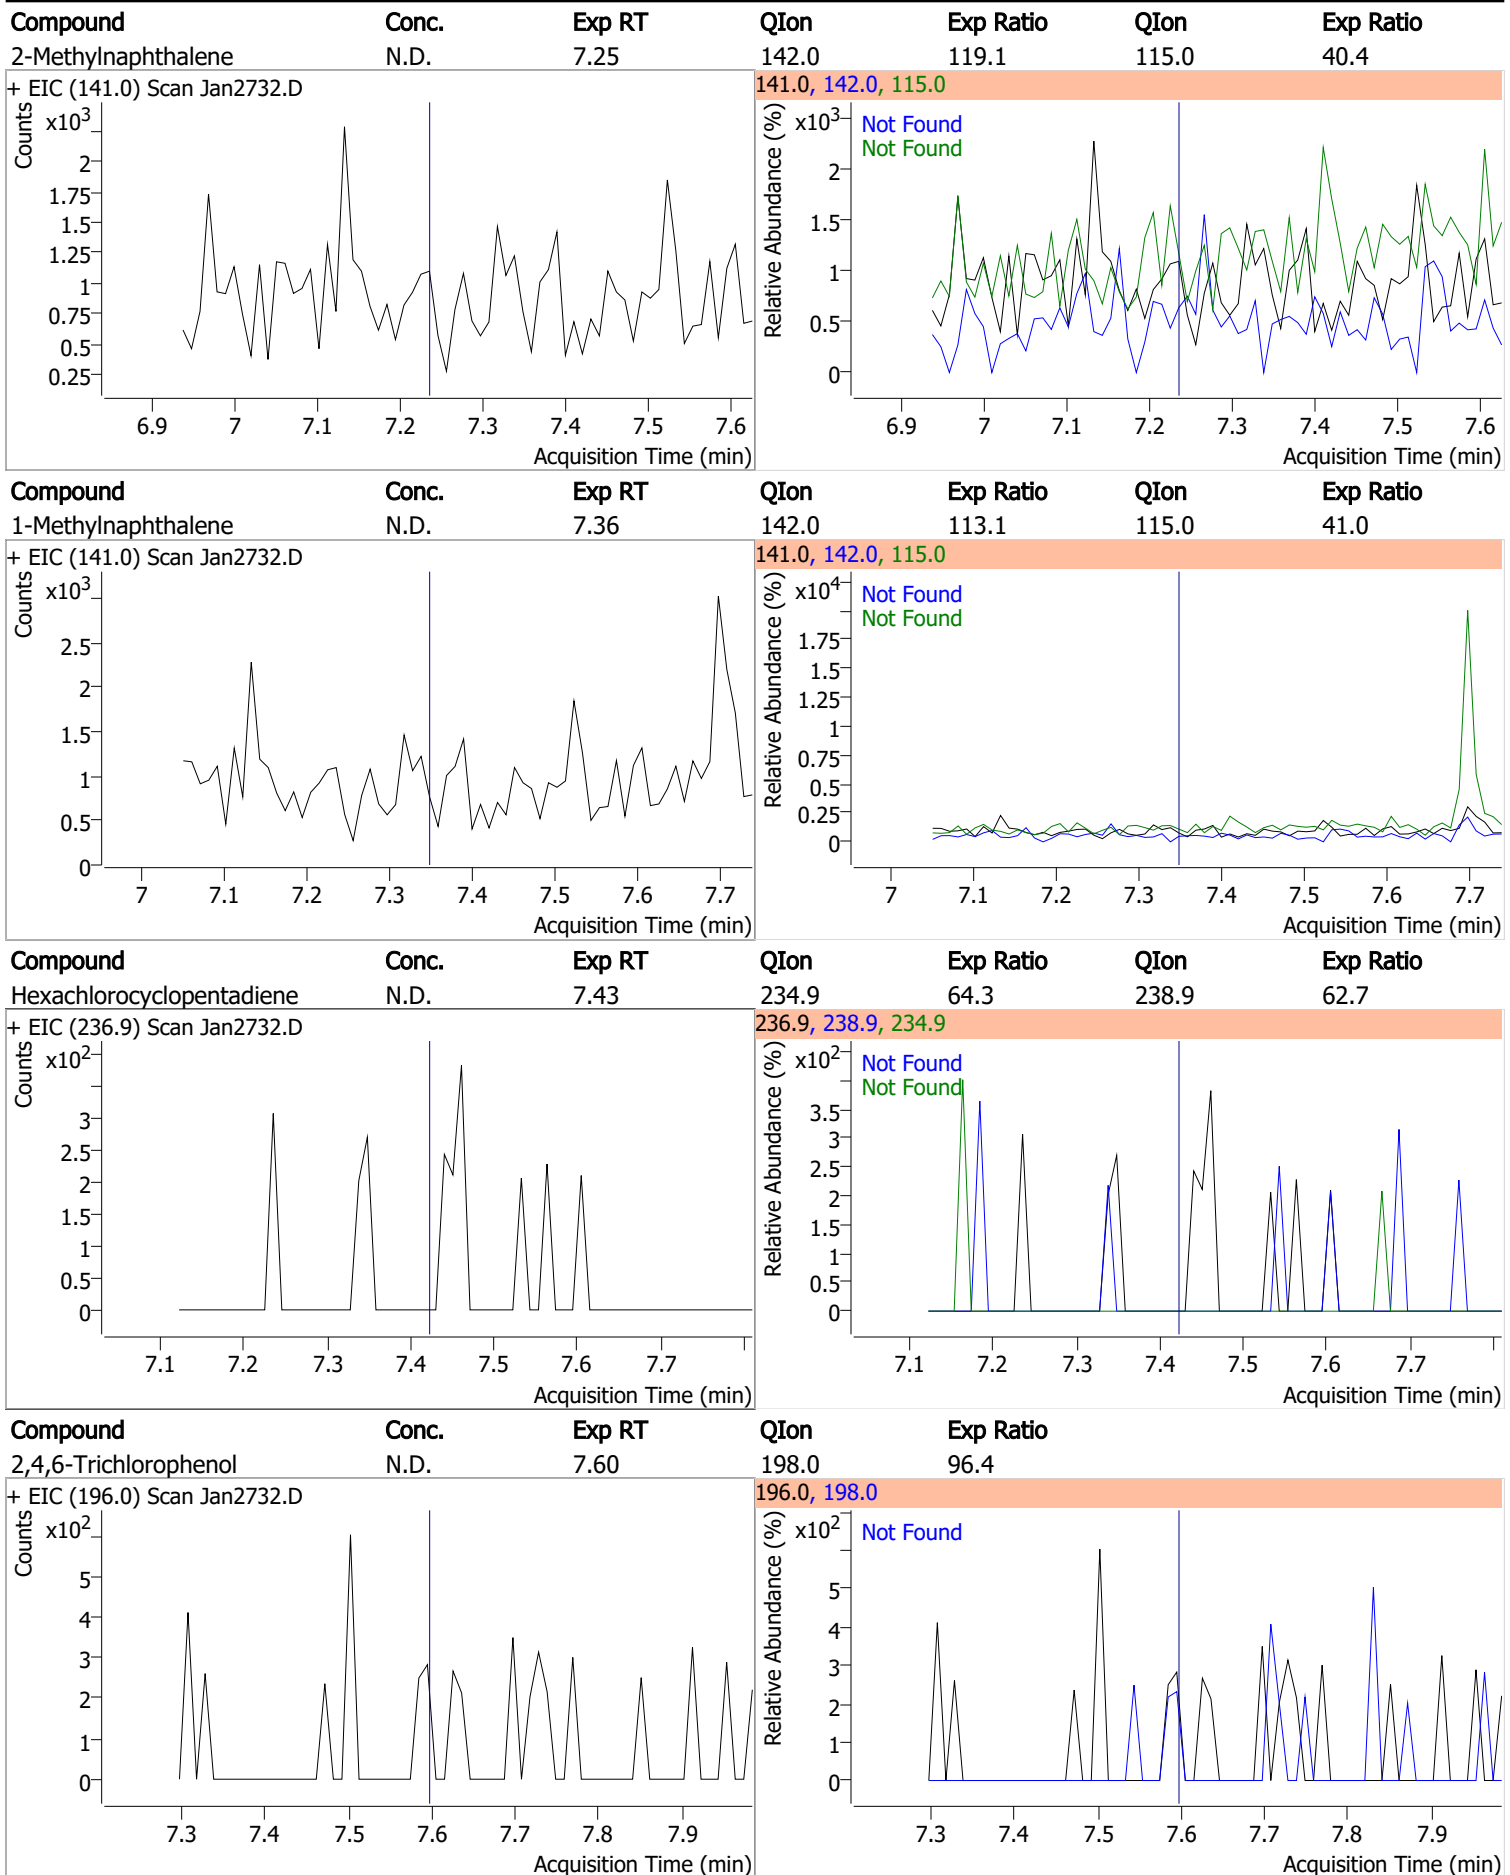 Compound Conc. Exp RT QIon Exp Ratio QIon Exp Ratio
2-Methylnaphthalene N.D. 7.25 142.0 119.1 115.0 40.4
+ EIC (141.0) Scan Jan2732.D
Counts
x10³
2
1.75
1.5
1.25
1
0.75
0.5
0.25
6.9 7 7.1 7.2 7.3 7.4 7.5 7.6
Acquisition Time (min)
141.0, 142.0, 115.0
Relative Abundance (%)
x10³
Not Found
Not Found
2
1.5
1
0.5
0
6.9 7 7.1 7.2 7.3 7.4 7.5 7.6
Acquisition Time (min)
Compound Conc. Exp RT QIon Exp Ratio QIon Exp Ratio
1-Methylnaphthalene N.D. 7.36 142.0 113.1 115.0 41.0
+ EIC (141.0) Scan Jan2732.D
Counts
x10³
2.5
2
1.5
1
0.5
0
7 7.1 7.2 7.3 7.4 7.5 7.6 7.7
Acquisition Time (min)
141.0, 142.0, 115.0
Relative Abundance (%)
x10⁴
Not Found
Not Found
1.75
1.5
1.25
1
0.75
0.5
0.25
0
7 7.1 7.2 7.3 7.4 7.5 7.6 7.7
Acquisition Time (min)
Compound Conc. Exp RT QIon Exp Ratio QIon Exp Ratio
Hexachlorocyclopentadiene N.D. 7.43 234.9 64.3 238.9 62.7
+ EIC (236.9) Scan Jan2732.D
Counts
x10²
3
2.5
2
1.5
1
0.5
0
7.1 7.2 7.3 7.4 7.5 7.6 7.7
Acquisition Time (min)
236.9, 238.9, 234.9
Relative Abundance (%)
x10²
Not Found
Not Found
3.5
3
2.5
2
1.5
1
0.5
0
7.1 7.2 7.3 7.4 7.5 7.6 7.7
Acquisition Time (min)
Compound Conc. Exp RT QIon Exp Ratio
2,4,6-Trichlorophenol N.D. 7.60 198.0 96.4
+ EIC (196.0) Scan Jan2732.D
Counts
x10²
5
4
3
2
1
0
7.3 7.4 7.5 7.6 7.7 7.8 7.9
Acquisition Time (min)
196.0, 198.0
Relative Abundance (%)
x10²
Not Found
5
4
3
2
1
0
7.3 7.4 7.5 7.6 7.7 7.8 7.9
Acquisition Time (min)